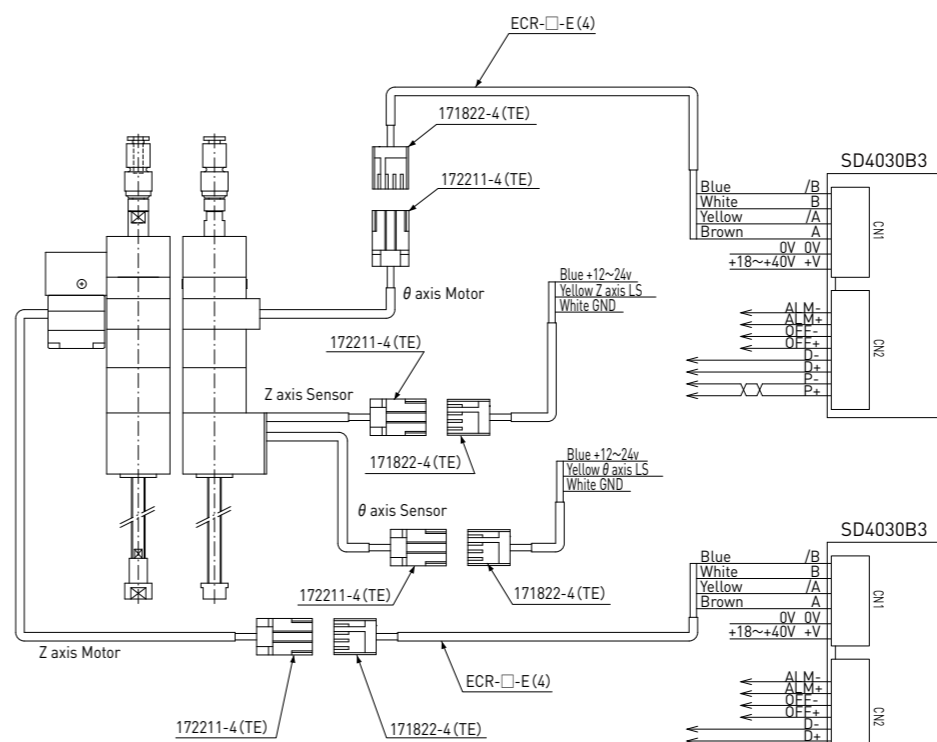 ECR-□-E(4)
171822-4(TE)
172211-4(TE)
SD4030B3
Blue /B
White B
Yellow /A
Brown A
0V 0V
+18~+40V +V
CN1
θ axis Motor
Blue +12~24v
Yellow Z axis LS
White GND
ALM-
ALM+
OFF-
OFF+
D-
D+
P-
P+
CN2
172211-4(TE)
Z axis Sensor
171822-4(TE)
Blue +12~24v
Yellow θ axis LS
White GND
θ axis Sensor
172211-4(TE)
171822-4(TE)
SD4030B3
Blue /B
White B
Yellow /A
Brown A
0V 0V
+18~+40V +V
CN1
Z axis Motor
ECR-□-E(4)
172211-4(TE)
171822-4(TE)
ALM-
ALM+
OFF-
OFF+
D-
D+
CN2